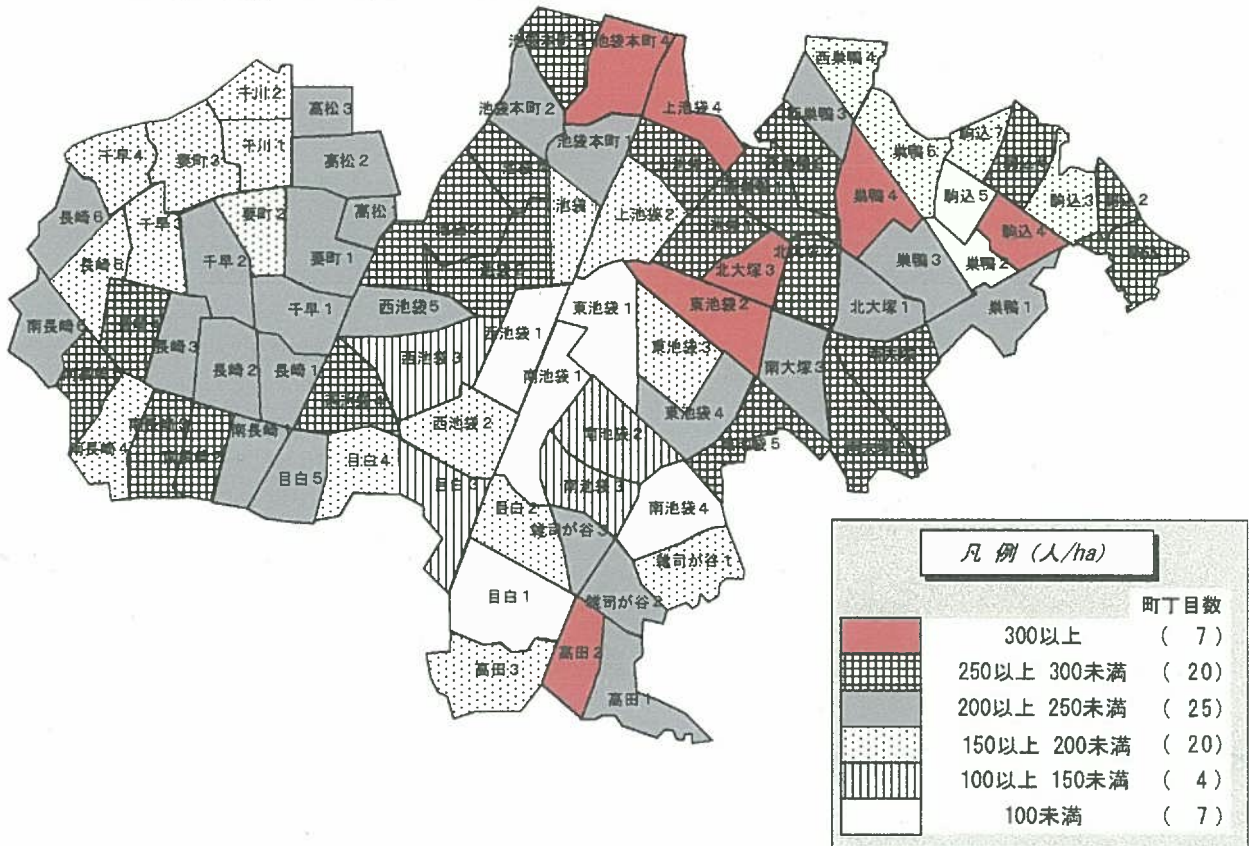 池袋本町 4
西巣鴨 4
千川 2
高松 3
池袋本町 2
上池袋 4
西巣鴨 3
池袋本町 1
駒込 7
巣鴨 5
千早 4
要町 3
千川 1
高松 2
駒込 5
駒込 3
駒込 2
長崎 6
要町 2
高松
池袋
上池袋 2
巣鴨 4
駒込 4
千早 2
要町 1
巣鴨 3
巣鴨 2
北大塚 3
千早 1
西池袋 5
東池袋 1
東池袋 2
北大塚 1
巣鴨 1
南長崎 6
長崎 3
西池袋 1
西池袋 3
東池袋 3
長崎 2
長崎 1
南池袋 1
南大塚 3
西池袋 2
東池袋 4
南長崎 4
南長崎 1
南池袋 2
目白 4
目白 5
目白 3
南池袋 3
目白 2
南池袋 4
雑司が谷 3
雑司が谷 1
目白 1
雑司が谷 2
高田 3
高田 2
高田 1
凡 例 (人/ha)
町丁目数
300以上 ( 7)
250以上 300未満 ( 20)
200以上 250未満 ( 25)
150以上 200未満 ( 20)
100以上 150未満 ( 4)
100未満 ( 7)